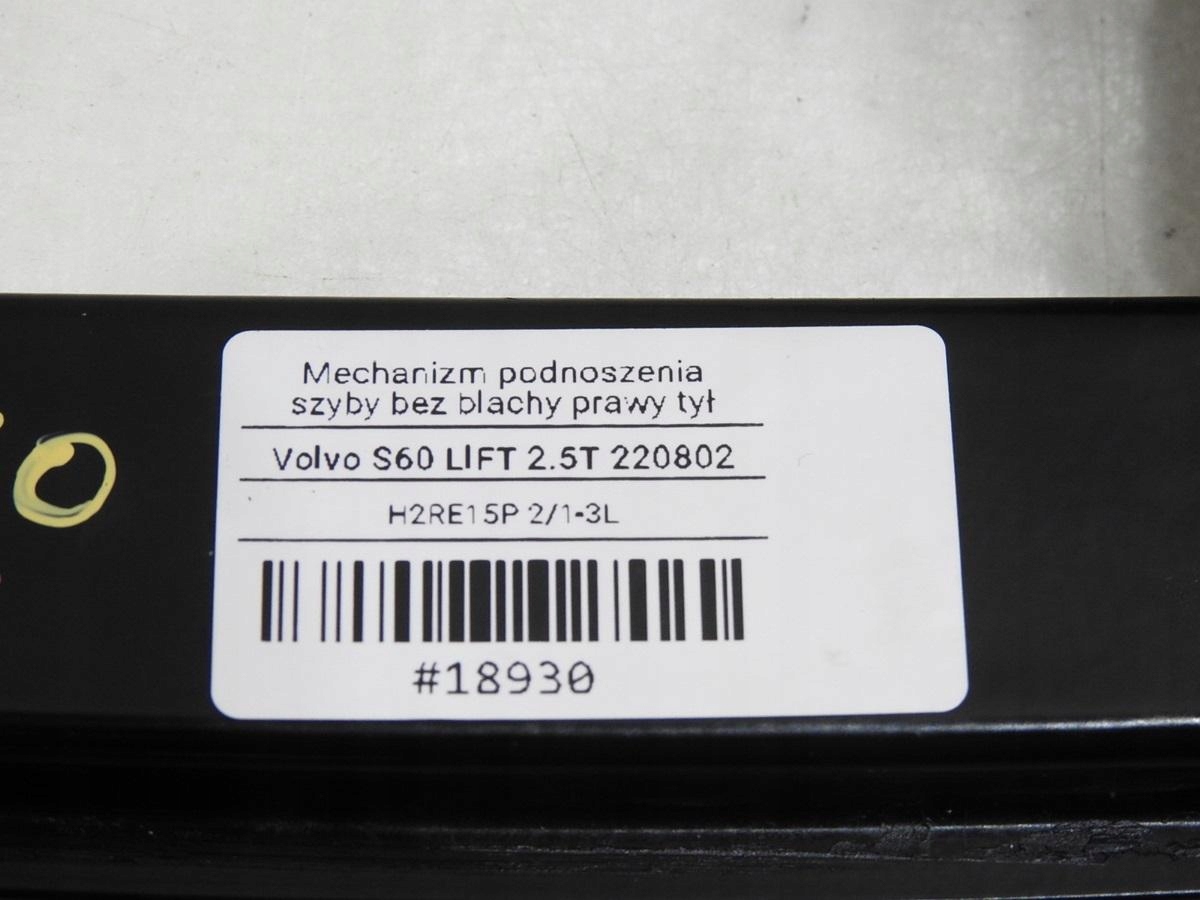 Mechanizm podnoszenia
szyby bez blachy prawy tył
Volvo S60 LIFT 2.5T 220802
H2RE15P 2/1-3L
#18930